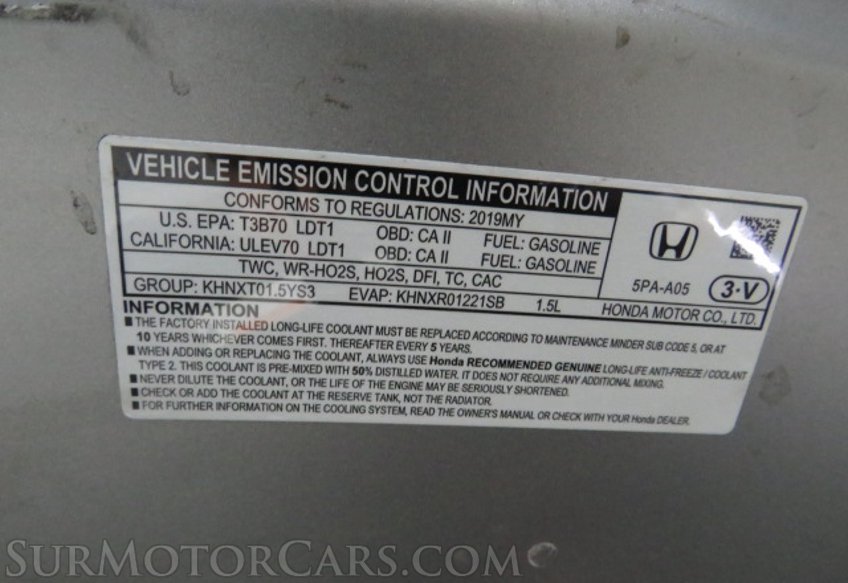 VEHICLE EMISSION CONTROL INFORMATION
CONFORMS TO REGULATIONS: 2019MY
U.S. EPA: T3B70 LDT1 OBD: CA II FUEL: GASOLINE
CALIFORNIA: ULEV70 LDT1 OBD: CA II FUEL: GASOLINE
TWC, WR-HO2S, HO2S, DFI, TC, CAC
5PA-A05 3·V
GROUP: KHNXT01.5YS3 EVAP: KHNXR01221SB 1.5L HONDA MOTOR CO., LTD.
INFORMATION
■ THE FACTORY INSTALLED LONG-LIFE COOLANT MUST BE REPLACED ACCORDING TO MAINTENANCE MINDER SUB CODE 5, OR AT
10 YEARS WHICHEVER COMES FIRST. THEREAFTER EVERY 5 YEARS.
■ WHEN ADDING OR REPLACING THE COOLANT, ALWAYS USE Honda RECOMMENDED GENUINE LONG-LIFE ANTI-FREEZE / COOLANT
TYPE 2. THIS COOLANT IS PRE-MIXED WITH 50% DISTILLED WATER. IT DOES NOT REQUIRE ANY ADDITIONAL MIXING.
■ NEVER DILUTE THE COOLANT, OR THE LIFE OF THE ENGINE MAY BE SERIOUSLY SHORTENED.
■ CHECK OR ADD THE COOLANT AT THE RESERVE TANK, NOT THE RADIATOR.
■ FOR FURTHER INFORMATION ON THE COOLING SYSTEM, READ THE OWNER'S MANUAL OR CHECK WITH YOUR Honda DEALER.
SurMotorCars.com